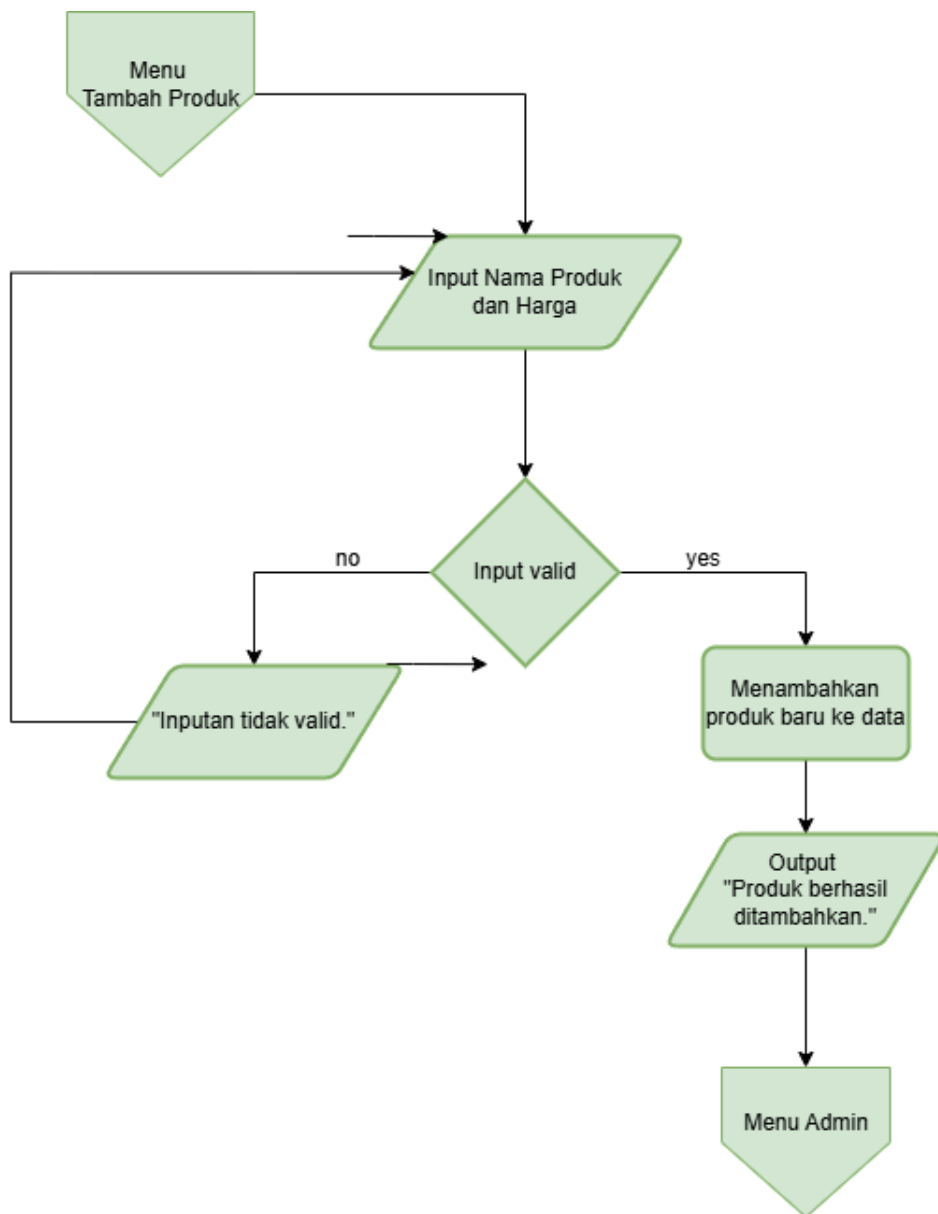 Menu
Tambah Produk
Input Nama Produk
dan Harga
Input valid
no
yes
"Inputan tidak valid."
Menambahkan
produk baru ke data
Output
"Produk berhasil
ditambahkan."
Menu Admin